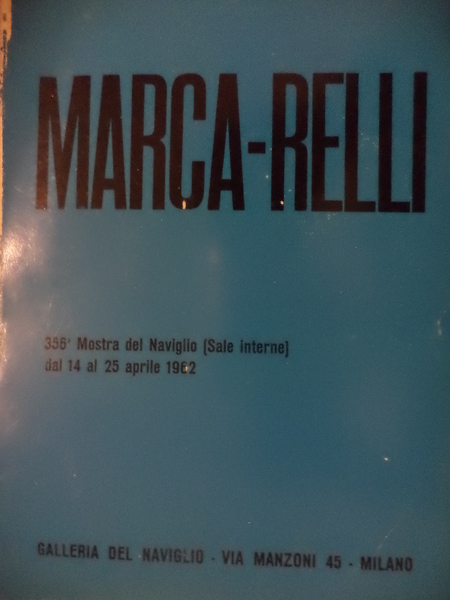 MARCA-RELLI
356ª Mostra del Naviglio (Sale interne)
dal 14 al 25 aprile 1962
GALLERIA DEL NAVIGLIO - VIA MANZONI 45 - MILANO